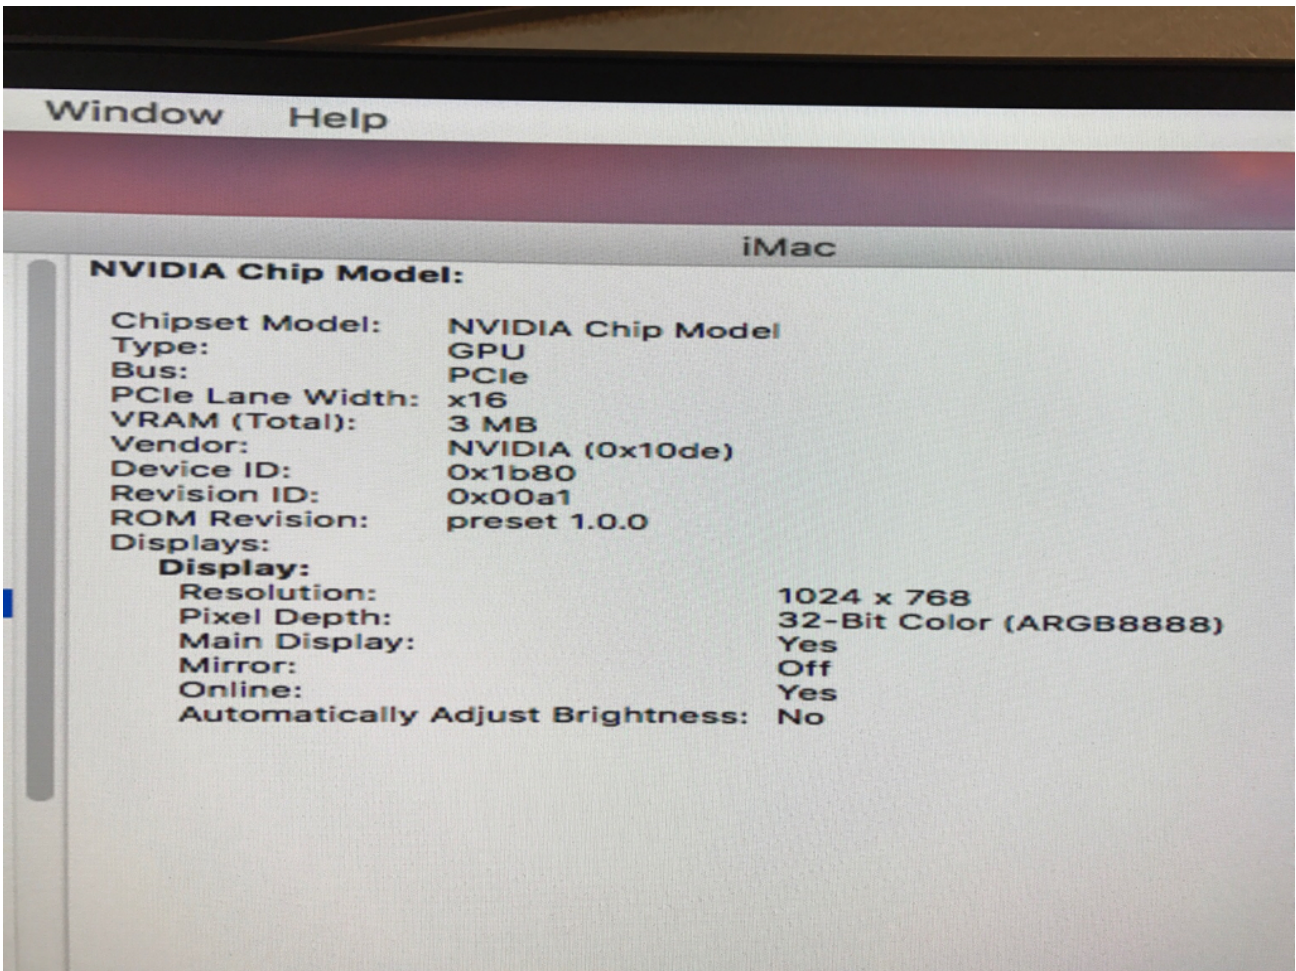 Window Help
iMac
NVIDIA Chip Model:
Chipset Model: NVIDIA Chip Model
Type: GPU
Bus: PCIe
PCIe Lane Width: x16
VRAM (Total): 3 MB
Vendor: NVIDIA (0x10de)
Device ID: 0x1b80
Revision ID: 0x00a1
ROM Revision: preset 1.0.0
Displays:
Display:
Resolution: 1024 x 768
Pixel Depth: 32-Bit Color (ARGB8888)
Main Display: Yes
Mirror: Off
Online: Yes
Automatically Adjust Brightness: No